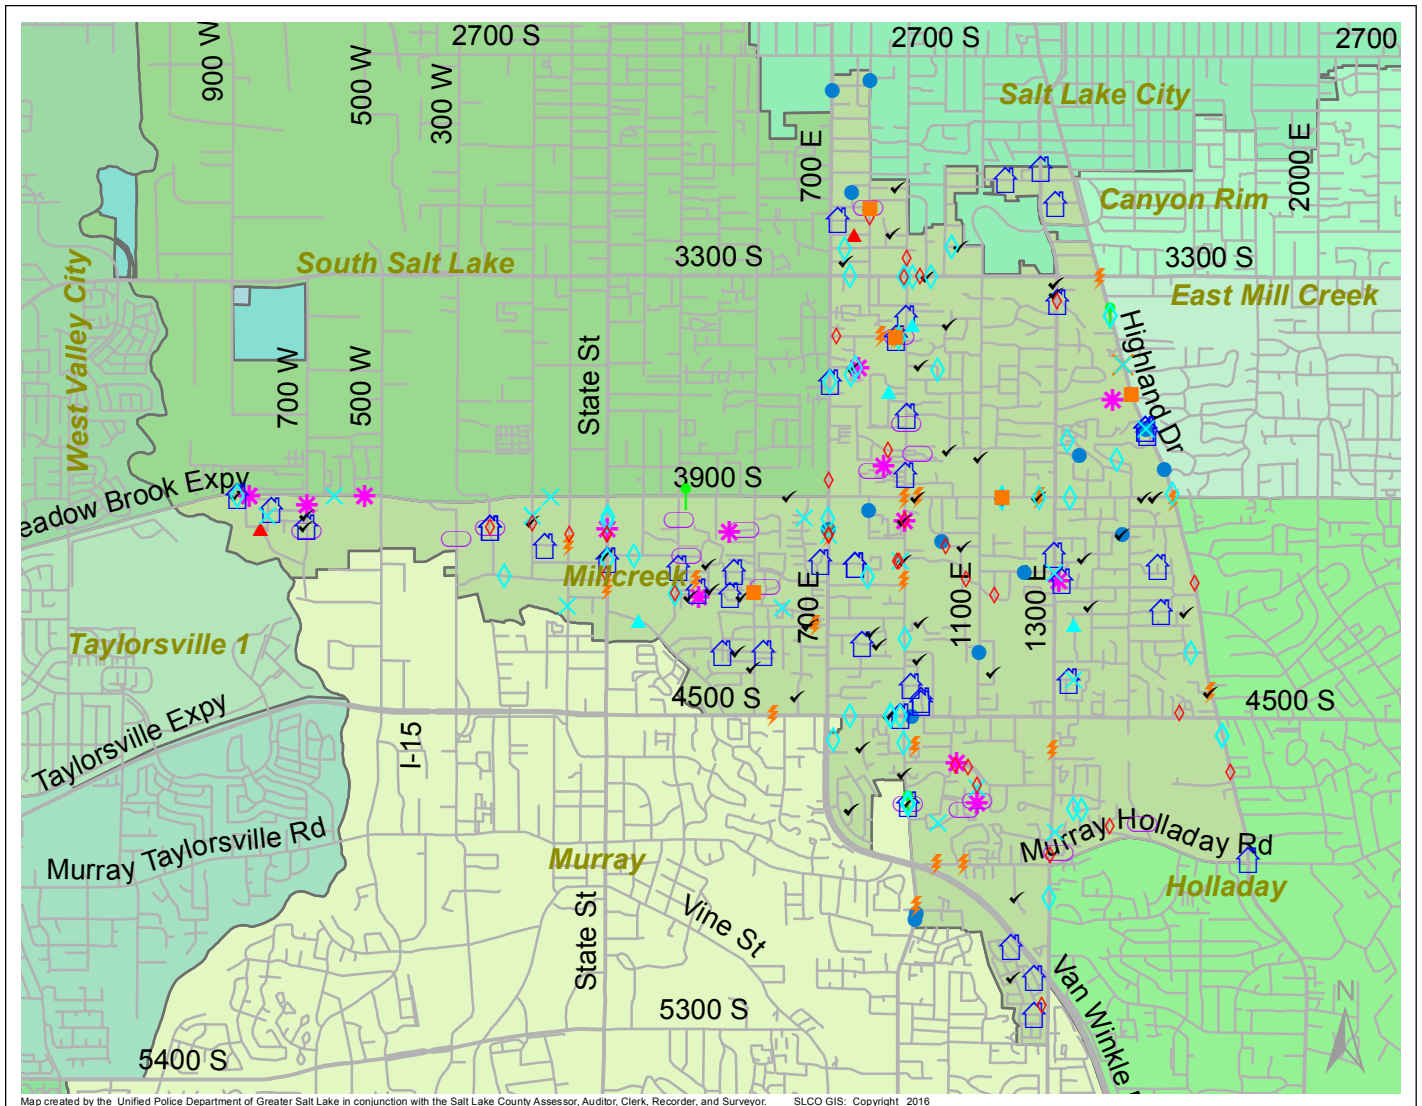 2700 S
2700 S
2700
900 W
500 W
300 W
Salt Lake City
700 E
2000 E
Canyon Rim
3300 S
3300 S
South Salt Lake
West Valley City
East Mill Creek
Highland Dr
700 W
500 W
State St
3900 S
eadow Brook Expy
Millcreek
700 E
1100 E
1300 E
Taylorsville 1
4500 S
4500 S
Taylorsville Expy
I-15
Murray Taylorsville Rd
Murray
Murray Holladay Rd
Holladay
State St
Vine St
Van Winkle
5300 S
N
5400 S
Map created by the Unified Police Department of Greater Salt Lake in conjunction with the Salt Lake County Assessor, Auditor, Clerk, Recorder, and Surveyor. SLCO GIS: Copyright 2016